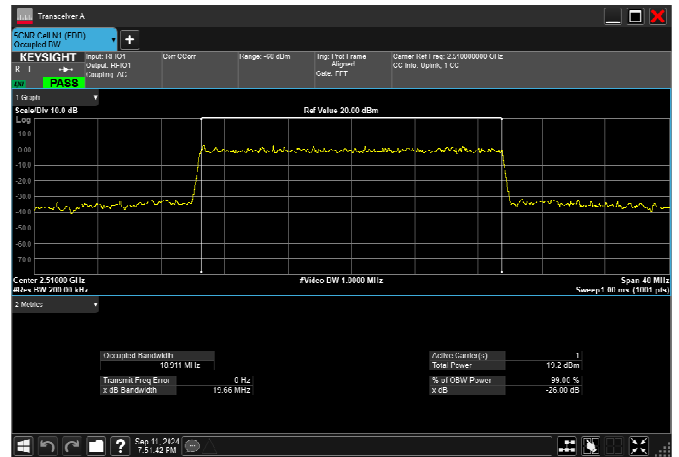 Transceiver A
5GNR Cell N1 (FDD)
Occupied BW
+
KEYSIGHT
R L
PASS
Input: RFIO1
Output: RFIO1
Coupling: AC
Corr CCorr
Range: -60 dBm
Trig: Prot Frame
Aligned
Gate: FFT
Carrier Ref Freq: 2.510000000 GHz
CC Info: Uplink, 1 CC
1 Graph
Scale/Div 10.0 dB
Ref Value 20.00 dBm
Log
10.0
0.00
-10.0
-20.0
-30.0
-40.0
-50.0
-60.0
-70.0
Center 2.51000 GHz
#Video BW 1.0000 MHz
Span 40 MHz
#Res BW 200.00 kHz
Sweep 1.00 ms (1001 pts)
2 Metrics
Occupied Bandwidth
18.911 MHz
Active Carrier(s) 1
Total Power 19.2 dBm
Transmit Freq Error 0 Hz
% of OBW Power 99.00 %
x dB Bandwidth 19.66 MHz
x dB -26.00 dB
?
Sep 11, 2024
7:51:42 PM